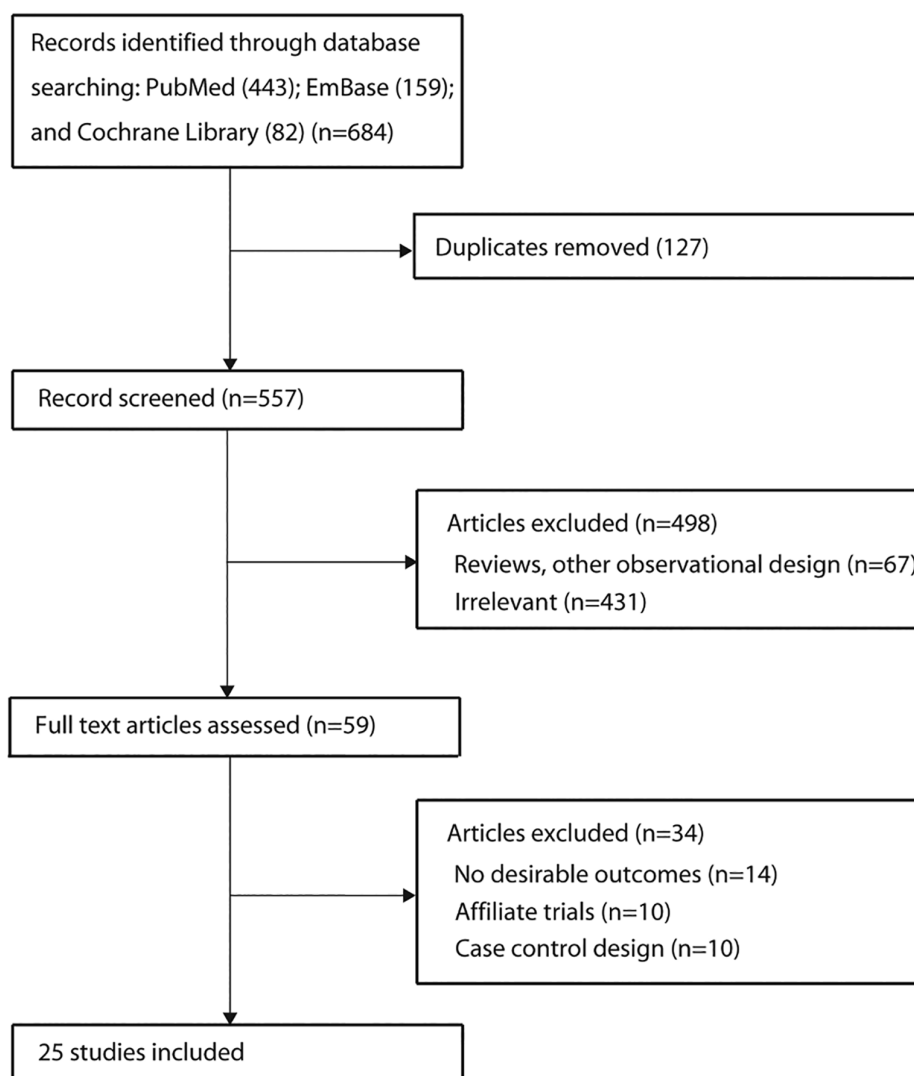 Records identified through database
searching: PubMed (443); EmBase (159);
and Cochrane Library (82) (n=684)
Duplicates removed (127)
Record screened (n=557)
Articles excluded (n=498)
Reviews, other observational design (n=67)
Irrelevant (n=431)
Full text articles assessed (n=59)
Articles excluded (n=34)
No desirable outcomes (n=14)
Affiliate trials (n=10)
Case control design (n=10)
25 studies included